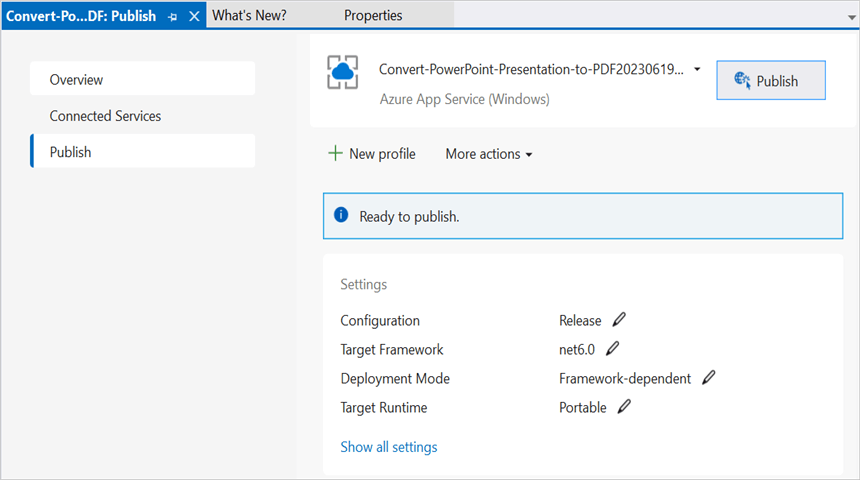 Convert-Po...DF: Publish What's New? Properties
Overview
Connected Services
Publish
Convert-PowerPoint-Presentation-to-PDF20230619...
Azure App Service (Windows)
Publish
New profile More actions
Ready to publish.
Settings
Configuration Release
Target Framework net6.0
Deployment Mode Framework-dependent
Target Runtime Portable
Show all settings